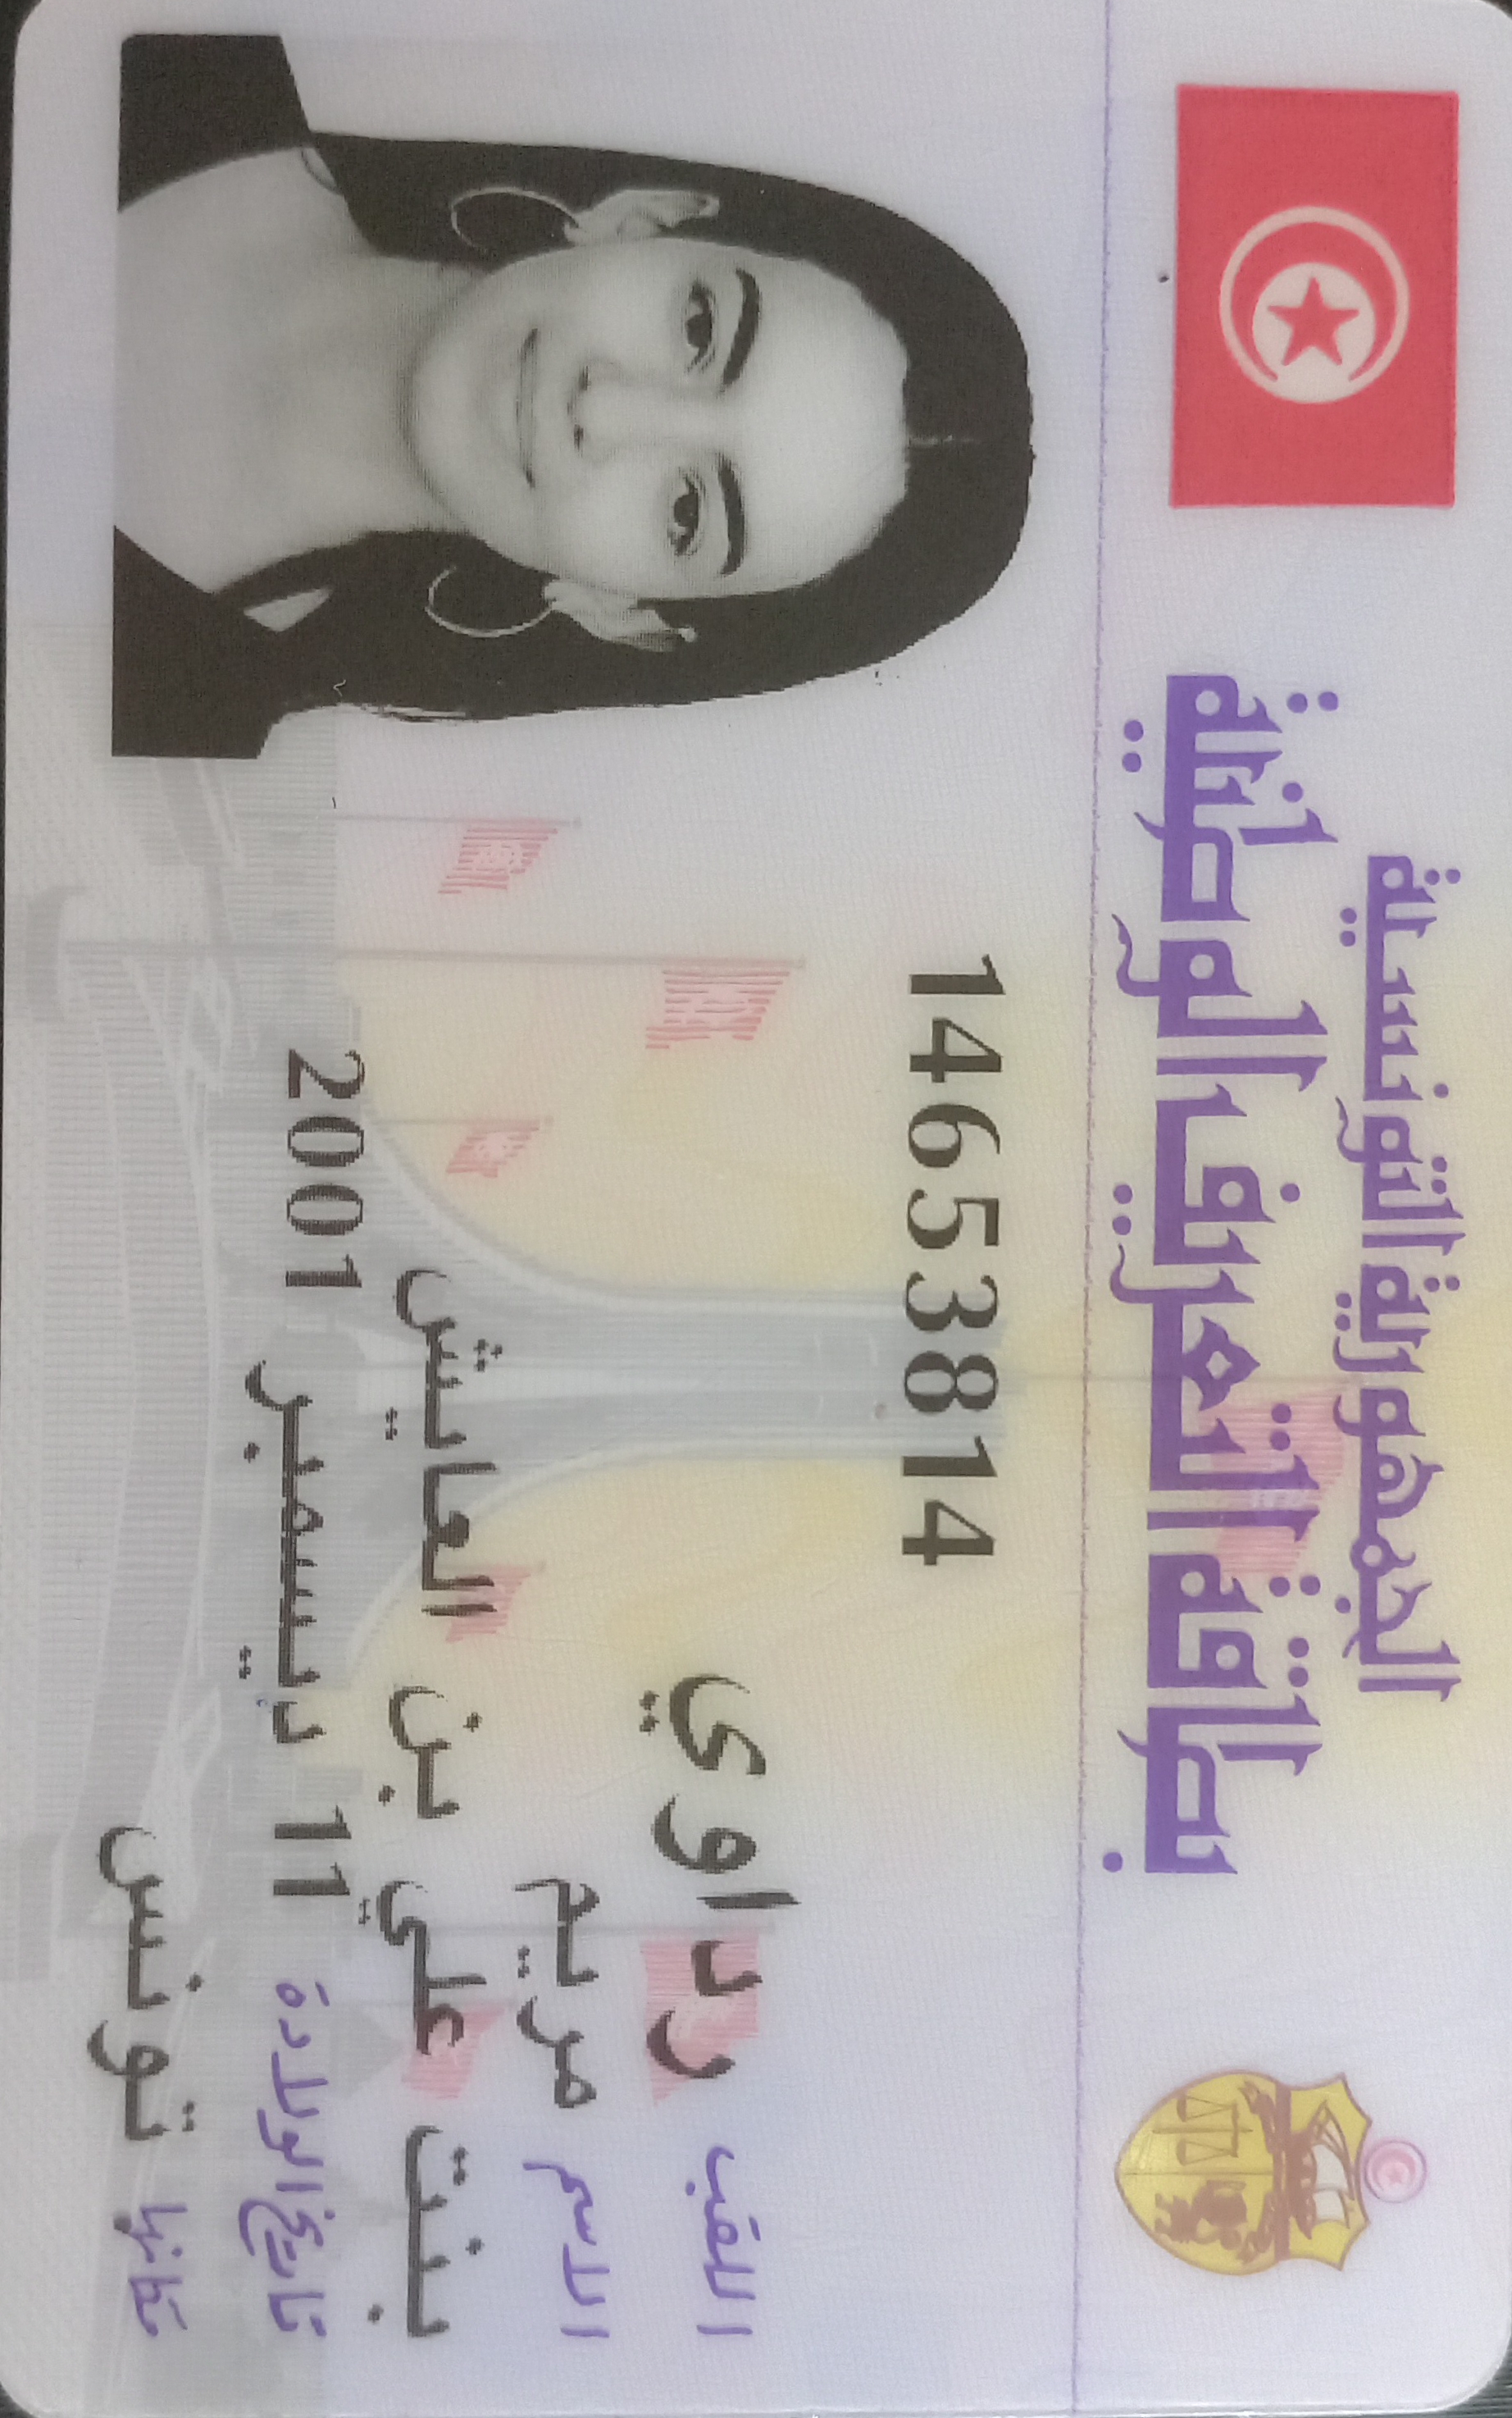 الجمهورية التونسية
بطاقة التعريف الوطنية
14653814
اللقب رداوي
الاسم مريم
بنت علي بن العايش
تاريخ الولادة 11 ديسمبر 2001
مكانها تونس